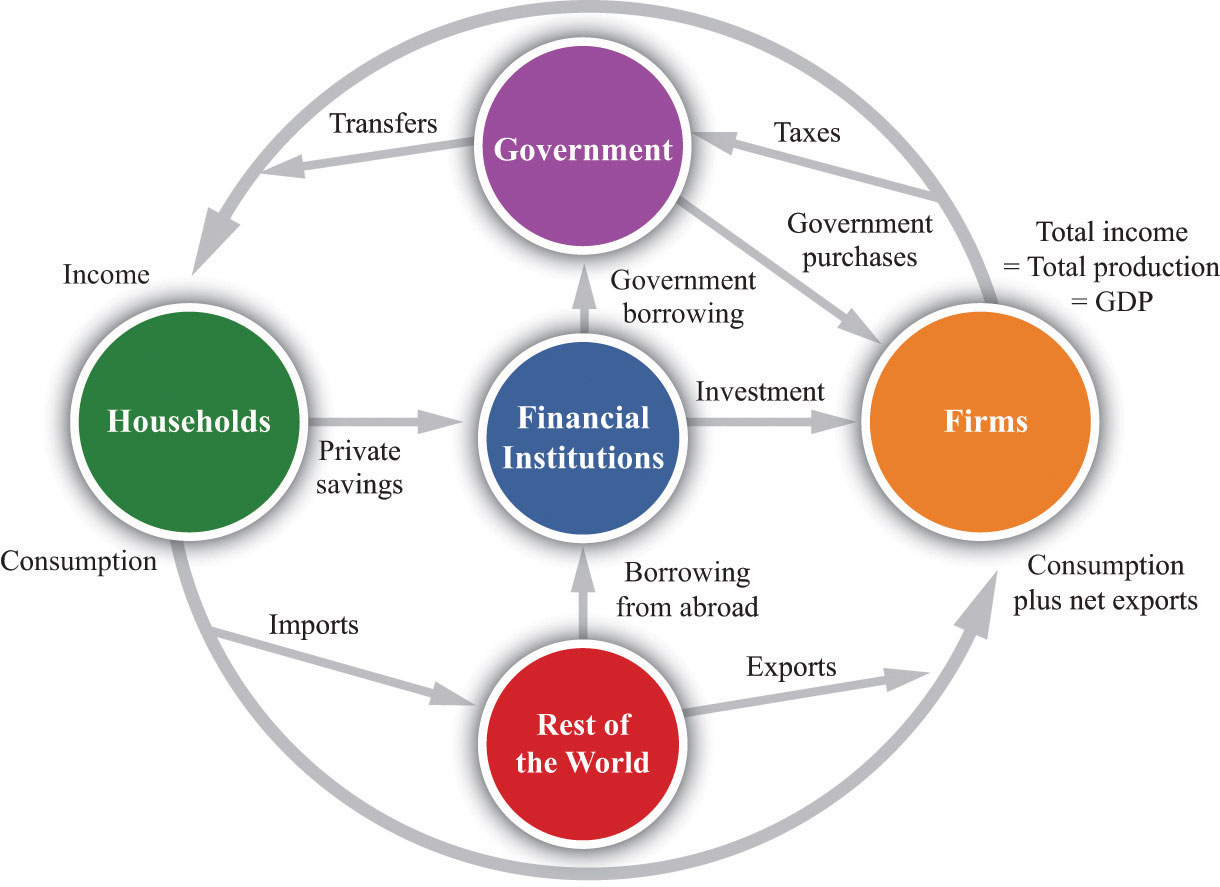 Transfers
Government
Taxes
Government
purchases
Total income
= Total production
= GDP
Income
Government
borrowing
Households
Private
savings
Financial
Institutions
Investment
Firms
Consumption
Imports
Borrowing
from abroad
Consumption
plus net exports
Exports
Rest of
the World